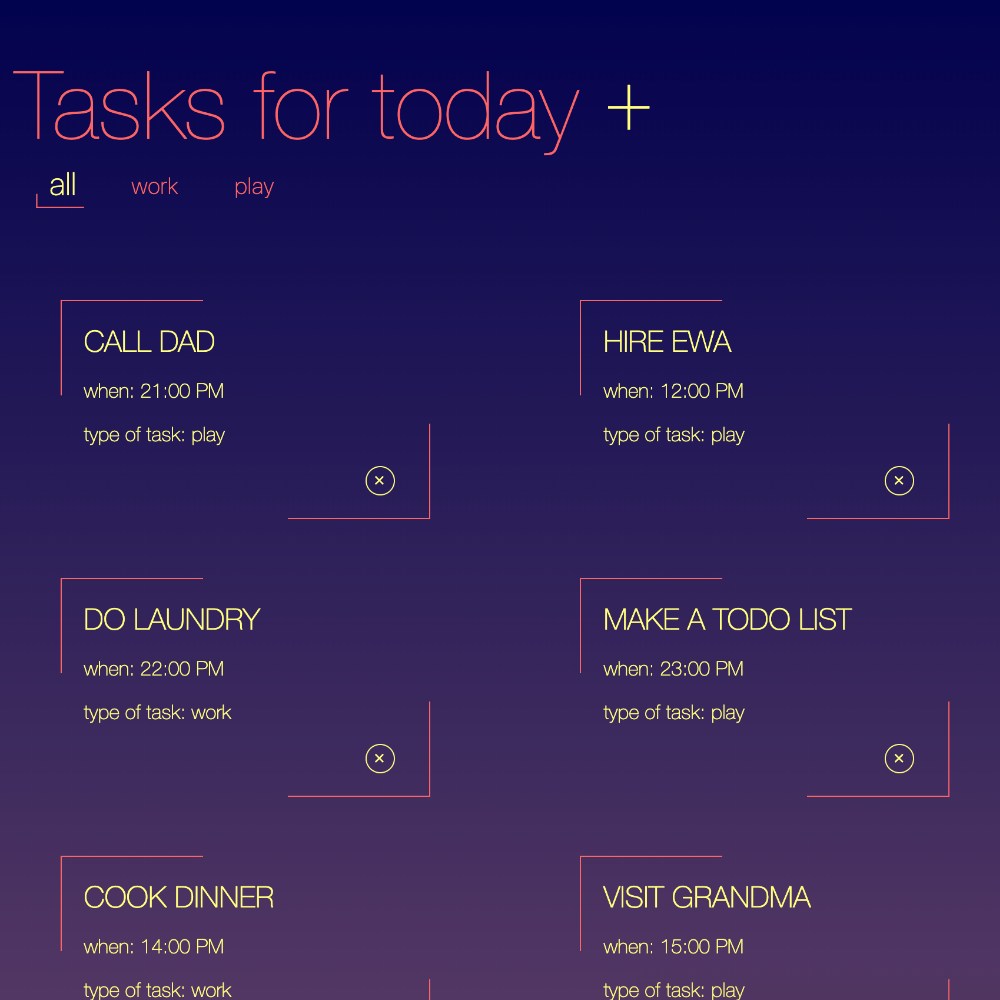 Tasks for today +
all work play
CALL DAD
when: 21:00 PM
type of task: play
HIRE EWA
when: 12:00 PM
type of task: play
DO LAUNDRY
when: 22:00 PM
type of task: work
MAKE A TODO LIST
when: 23:00 PM
type of task: play
COOK DINNER
when: 14:00 PM
type of task: work
VISIT GRANDMA
when: 15:00 PM
type of task: play